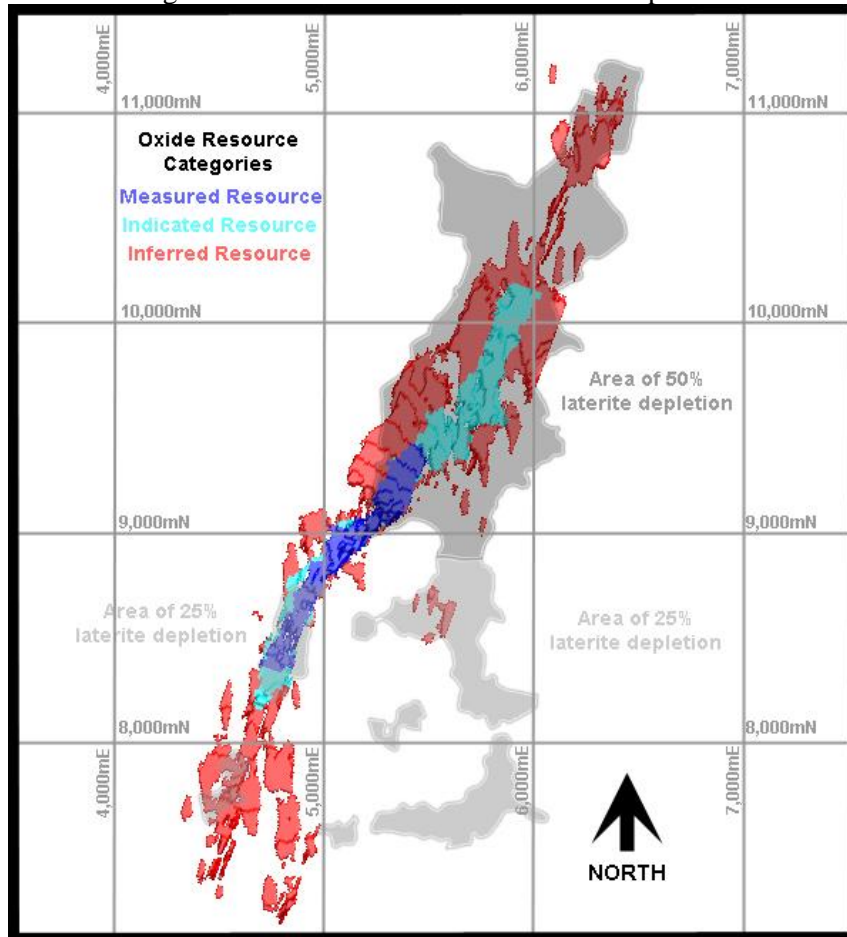 4,000mE
5,000mE
6,000mE
7,000mE
11,000mN
11,000mN
Oxide Resource
Categories
Measured Resource
Indicated Resource
Inferred Resource
10,000mN
10,000mN
Area of 50%
laterite depletion
9,000mN
9,000mN
Area of 25%
laterite depletion
Area of 25%
laterite depletion
8,000mN
8,000mN
4,000mE
5,000mE
6,000mE
7,000mE
NORTH